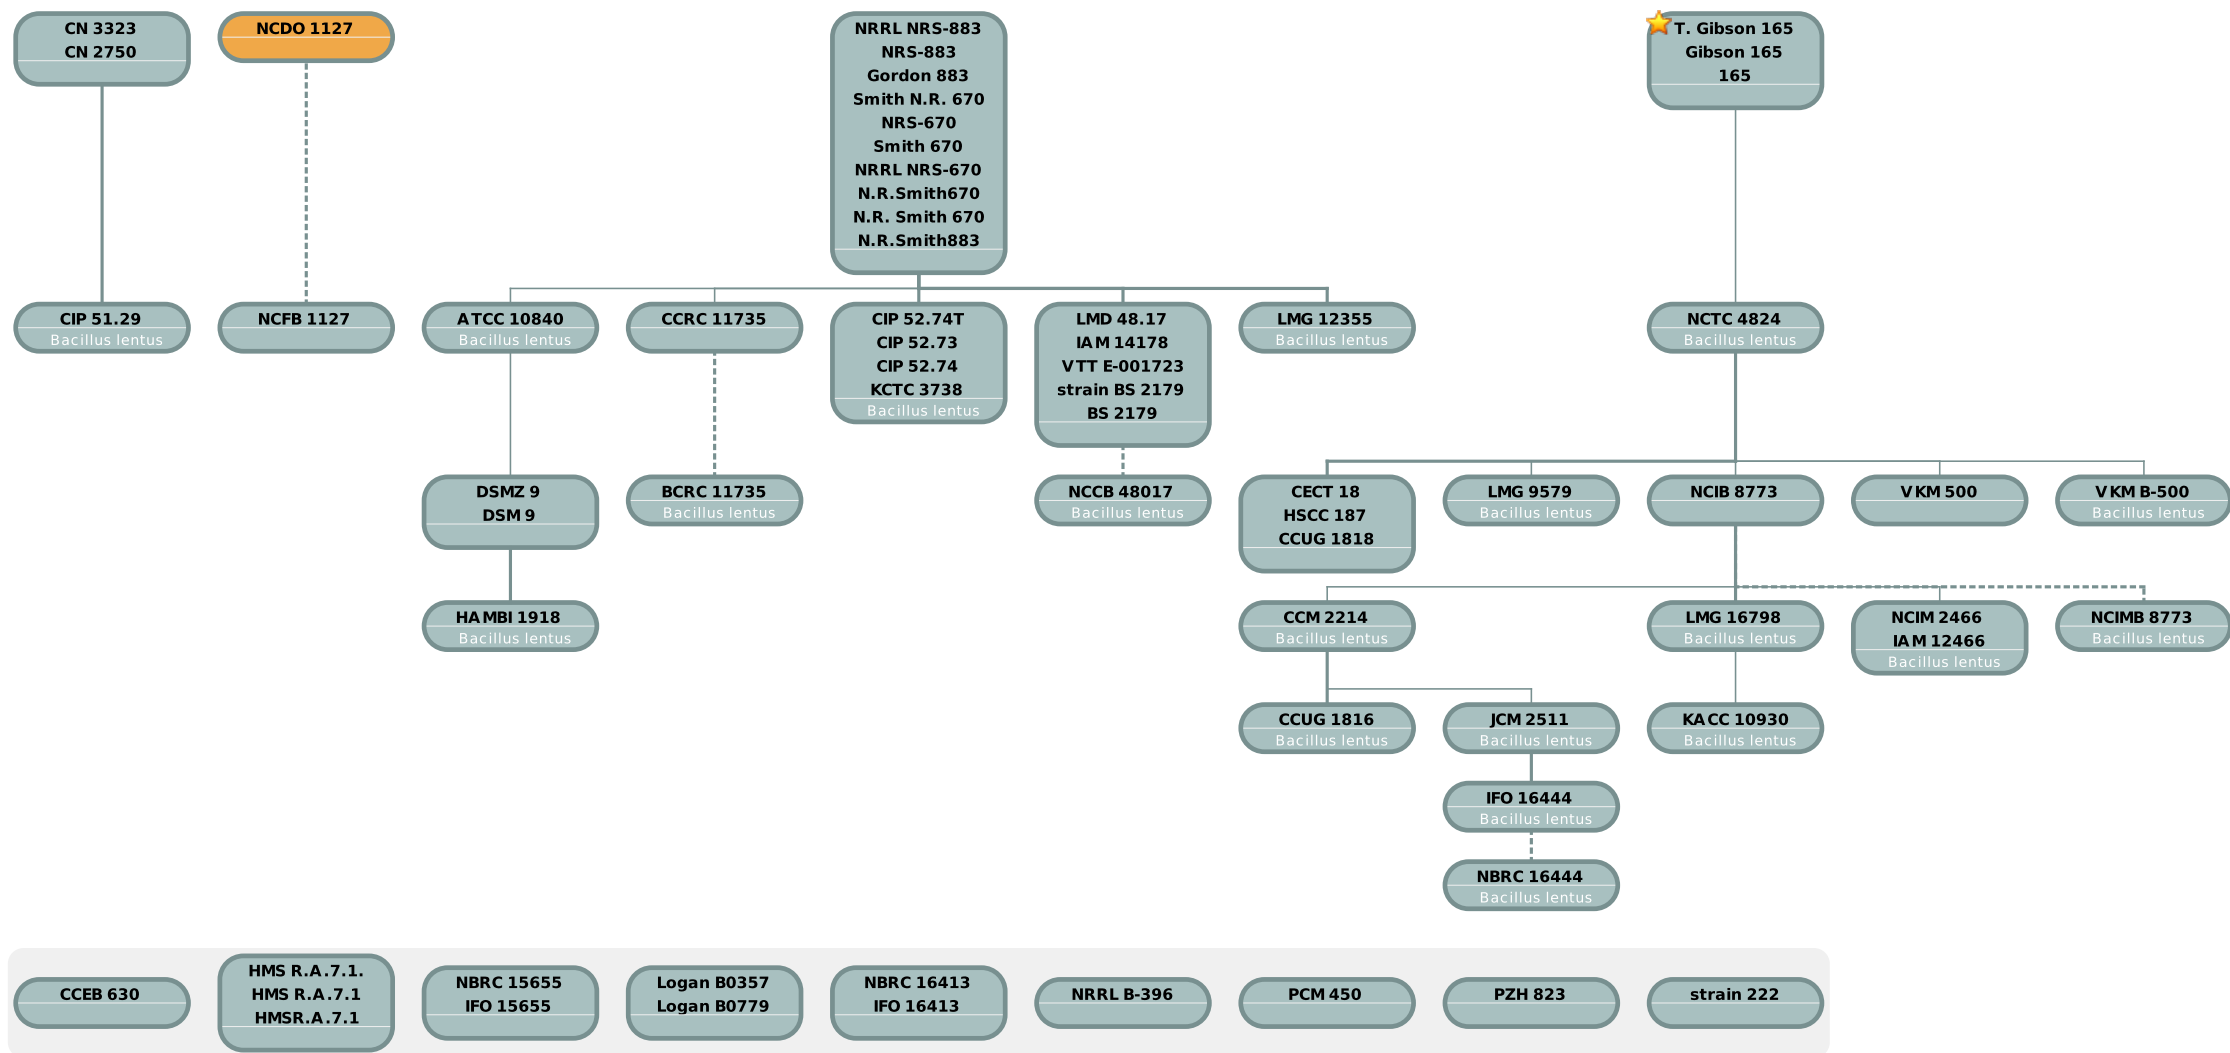 CN 3323
CN 2750
NCDO 1127
NRRL NRS-883
NRS-883
Gordon 883
Smith N.R. 670
NRS-670
Smith 670
NRRL NRS-670
N.R.Smith670
N.R. Smith 670
N.R.Smith883
T. Gibson 165
Gibson 165
165
CIP 51.29
Bacillus lentus
NCFB 1127
ATCC 10840
Bacillus lentus
CCRC 11735
CIP 52.74T
CIP 52.73
CIP 52.74
KCTC 3738
Bacillus lentus
LMD 48.17
IAM 14178
VTT E-001723
strain BS 2179
BS 2179
LMG 12355
Bacillus lentus
NCTC 4824
Bacillus lentus
DSMZ 9
DSM 9
BCRC 11735
Bacillus lentus
NCCB 48017
Bacillus lentus
CECT 18
HSCC 187
CCUG 1818
LMG 9579
Bacillus lentus
NCIB 8773
VKM 500
VKM B-500
Bacillus lentus
HAMBI 1918
Bacillus lentus
CCM 2214
Bacillus lentus
LMG 16798
Bacillus lentus
NCIM 2466
IAM 12466
Bacillus lentus
NCIMB 8773
Bacillus lentus
CCUG 1816
Bacillus lentus
JCM 2511
Bacillus lentus
KACC 10930
Bacillus lentus
IFO 16444
Bacillus lentus
NBRC 16444
Bacillus lentus
CCEB 630
HMS R.A.7.1.
HMS R.A.7.1
HMSR.A.7.1
NBRC 15655
IFO 15655
Logan B0357
Logan B0779
NBRC 16413
IFO 16413
NRRL B-396
PCM 450
PZH 823
strain 222